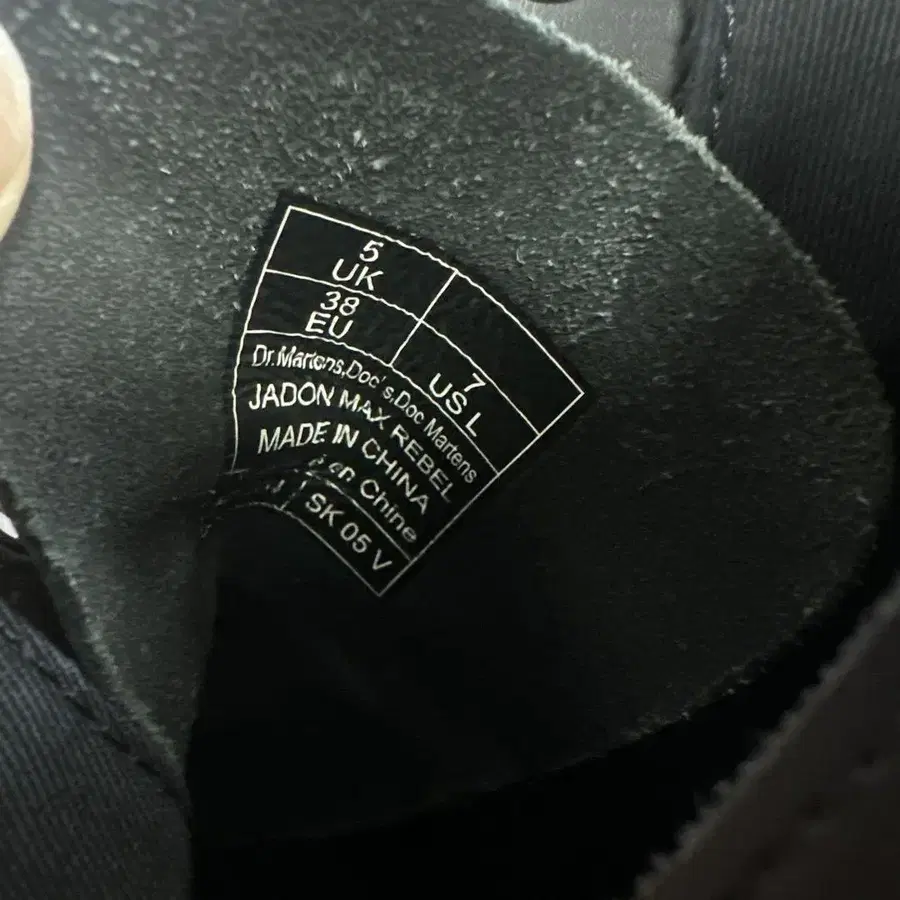 5
UK
38
EU
7
US L
Dr.Martens,Doc's,Doc Martens
JADON MAX REBEL
MADE IN CHINA
en Chine
SK 05 V